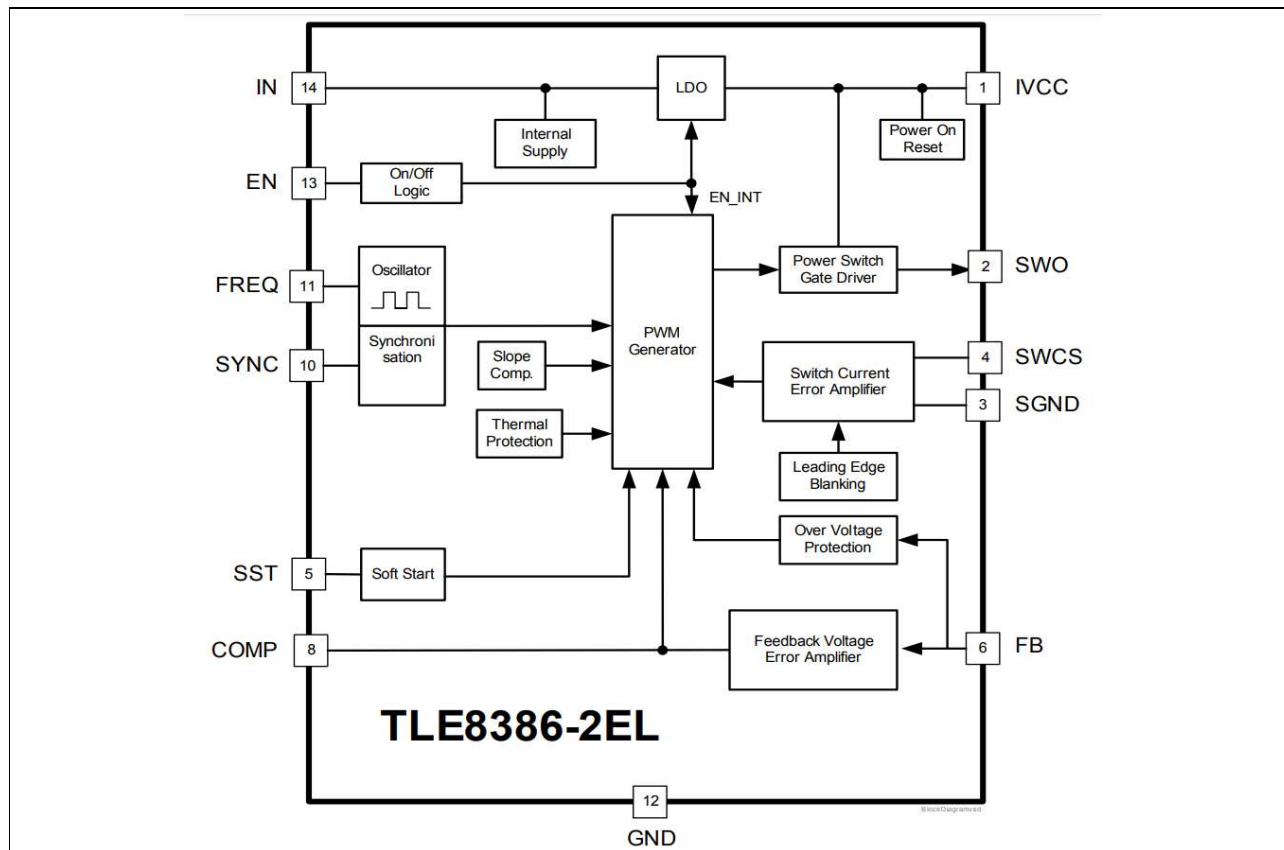 IN
14
LDO
1
IVCC
Internal
Supply
Power On
Reset
EN
13
On/Off
Logic
EN_INT
FREQ
11
Oscillator
Power Switch
Gate Driver
2
SWO
SYNC
10
Synchroni
sation
PWM
Generator
Slope
Comp.
Switch Current
Error Amplifier
4
SWCS
3
SGND
Thermal
Protection
Leading Edge
Blanking
Over Voltage
Protection
SST
5
Soft Start
COMP
8
Feedback Voltage
Error Amplifier
6
FB
TLE8386-2EL
12
GND
BlockDiagram.vsd